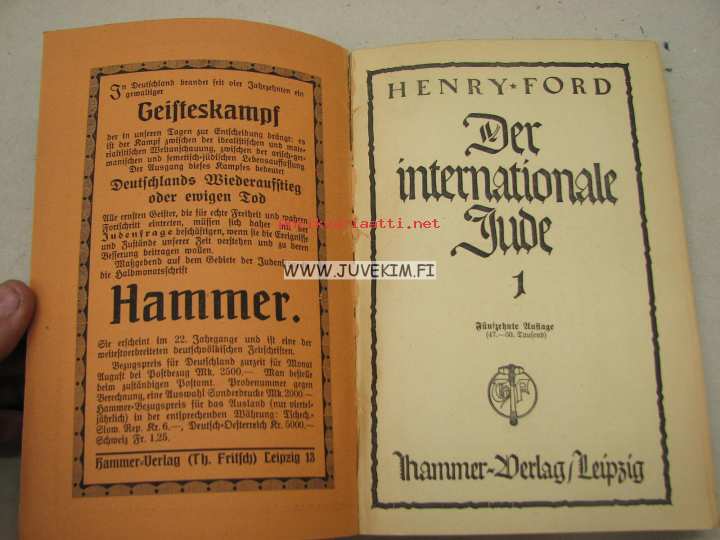 In Deutschland brandet seit vier Jahrzehnten ein
gewaltiger
Geisteskampf
der in unseren Tagen zur Entscheidung drängt: es
ist der Kampf zwischen der idealistischen und mate-
rialistischen Weltanschauung, zwischen der arisch-ger-
manischen und semitisch-jüdischen Lebensauffassung.
Der Ausgang dieses Kampfes bedeutet
Deutschlands Wiederaufstieg
oder ewigen Tod
Alle ernsten Geister, die für echte Freiheit und wahren
Fortschritt eintreten, müssen sich daher
Judenfrage beschäftigen, wenn sie die Ereignisse
und Zustände unserer Zeit verstehen und zu deren
Besserung beitragen wollen.
Maßgebend auf dem Gebiete der
die Halbmonatsschrift
Hammer.
Sie erscheint im 22. Jahrgange und ist eine der
weitestverbreiteten deutschvölkischen Zeitschriften.
Bezugspreis für Deutschland zurzeit für Monat
August bei Postbezug Mk. 2500.— Man bestelle
beim zuständigen Postamt. Probenummer gegen
Berechnung, eine Auswahl Sonderdrucke Mk. 2000.—
Hammer-Bezugspreis für das Ausland (nur viertel-
jährlich) in der entsprechenden Währung: Tschech.-
Slow. Rep. Kr. 6.—, Deutsch-Oesterreich Kr. 5000.—
Schweiz Fr. 1,25.
Hammer-Verlag (Th. Fritsch) Leipzig 13
HENRY FORD
Der
internationale
Jude
1
Fünfzehnte Auflage
(47.—50. Tausend)
Hammer-Verlag/Leipzig
WWW.JUVEKIM.FI